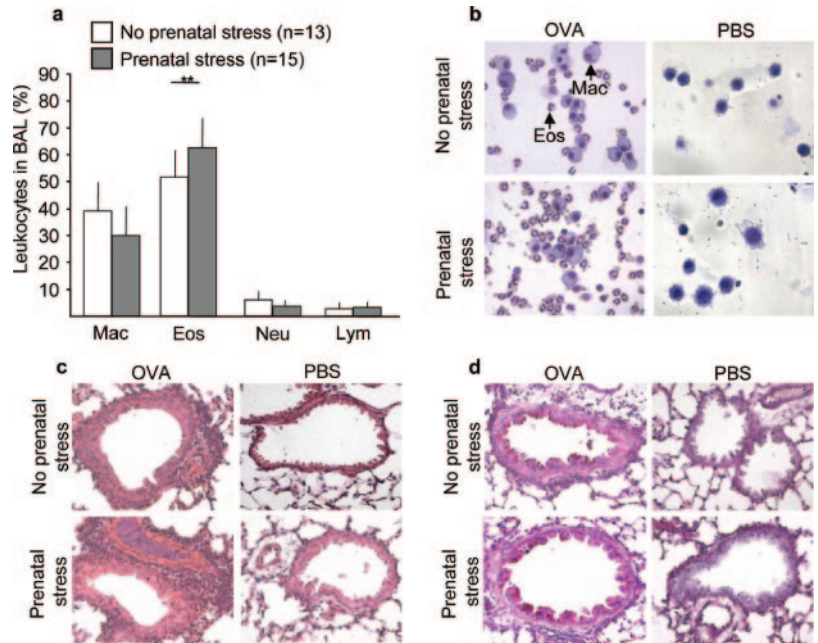 a
No prenatal stress (n=13)
Prenatal stress (n=15)
Leukocytes in BAL (%)
90
80
70
60
50
40
30
20
10
**
Mac Eos Neu Lym
b
OVA PBS
No prenatal
stress
Mac
Eos
Prenatal stress
c
OVA PBS
No prenatal
stress
Prenatal
stress
d
OVA PBS
No prenatal
stress
Prenatal
stress